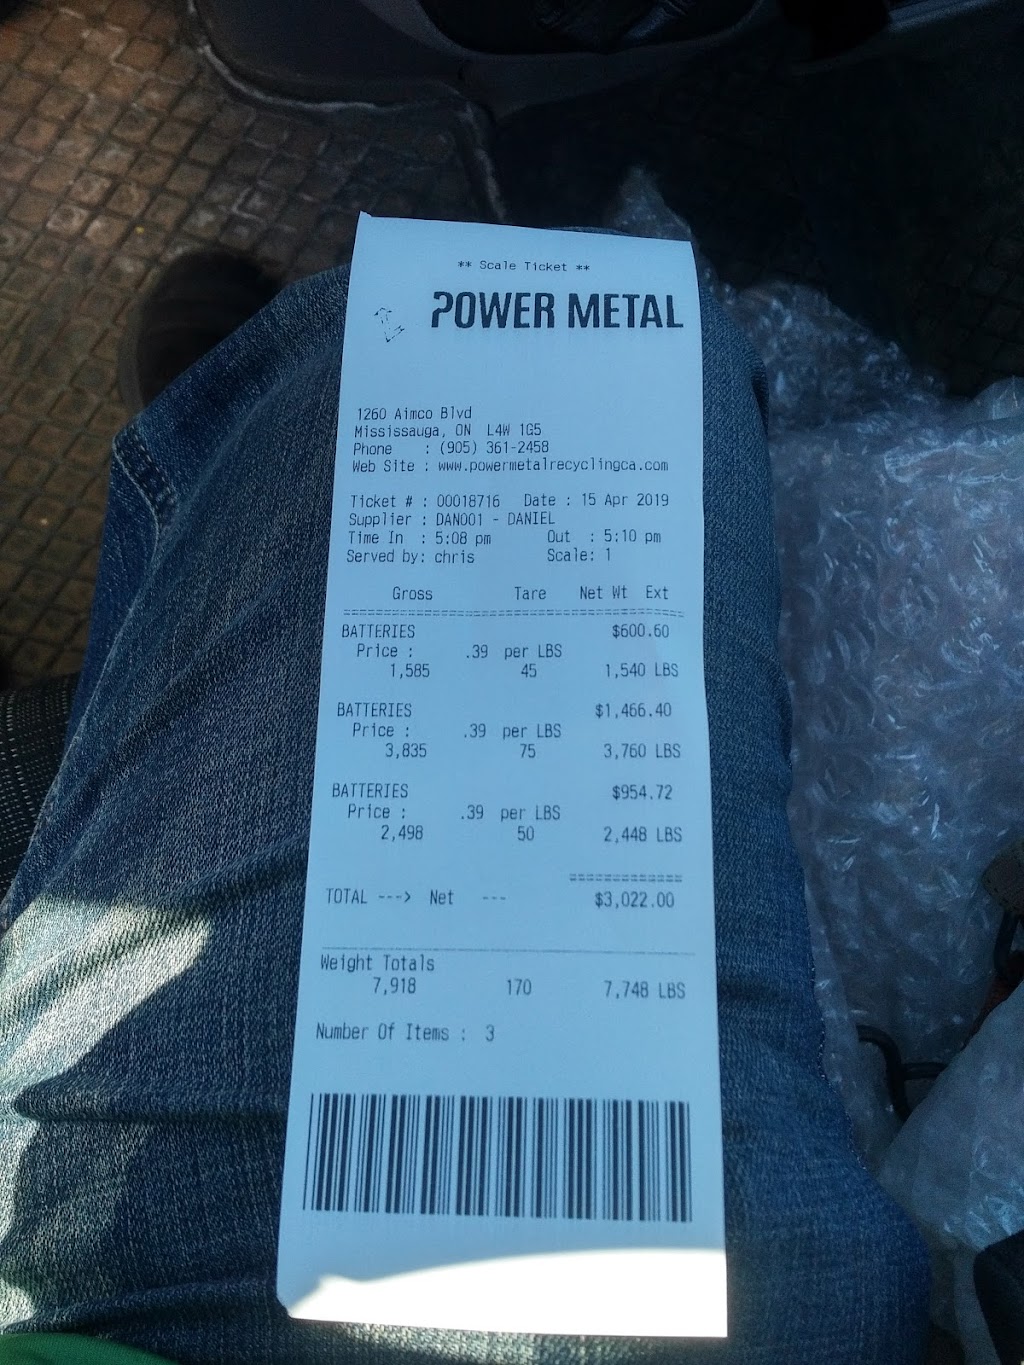 ** Scale Ticket **
POWER METAL
1260 Aimco Blvd
Mississauga, ON L4W 1G5
Phone : (905) 361-2458
Web Site : www.powermetalrecyclingca.com
Ticket # : 00018716 Date : 15 Apr 2019
Supplier : DAN001 - DANIEL
Time In : 5:08 pm Out : 5:10 pm
Served by: chris Scale: 1
Gross Tare Net Wt Ext
=============================================
BATTERIES $600.60
Price : .39 per LBS
1,585 45 1,540 LBS
BATTERIES $1,466.40
Price : .39 per LBS
3,835 75 3,760 LBS
BATTERIES $954.72
Price : .39 per LBS
2,498 50 2,448 LBS
=============
TOTAL ---> Net --- $3,022.00
Weight Totals
7,918 170 7,748 LBS
Number Of Items : 3